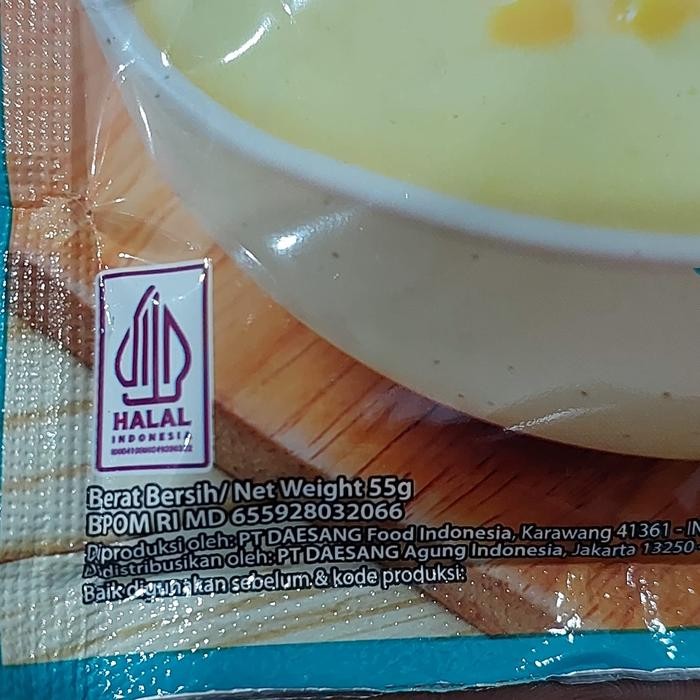 HALAL
INDONESIA
Berat Bersih/ Net Weight 55g
BPOM RI MD 655928032066
Diproduksi oleh: PT DAESANG Food Indonesia, Karawang 41361 - IN
Didistribusikan oleh: PT DAESANG Agung Indonesia, Jakarta 13250
Baik digunakan sebelum & kode produksi: